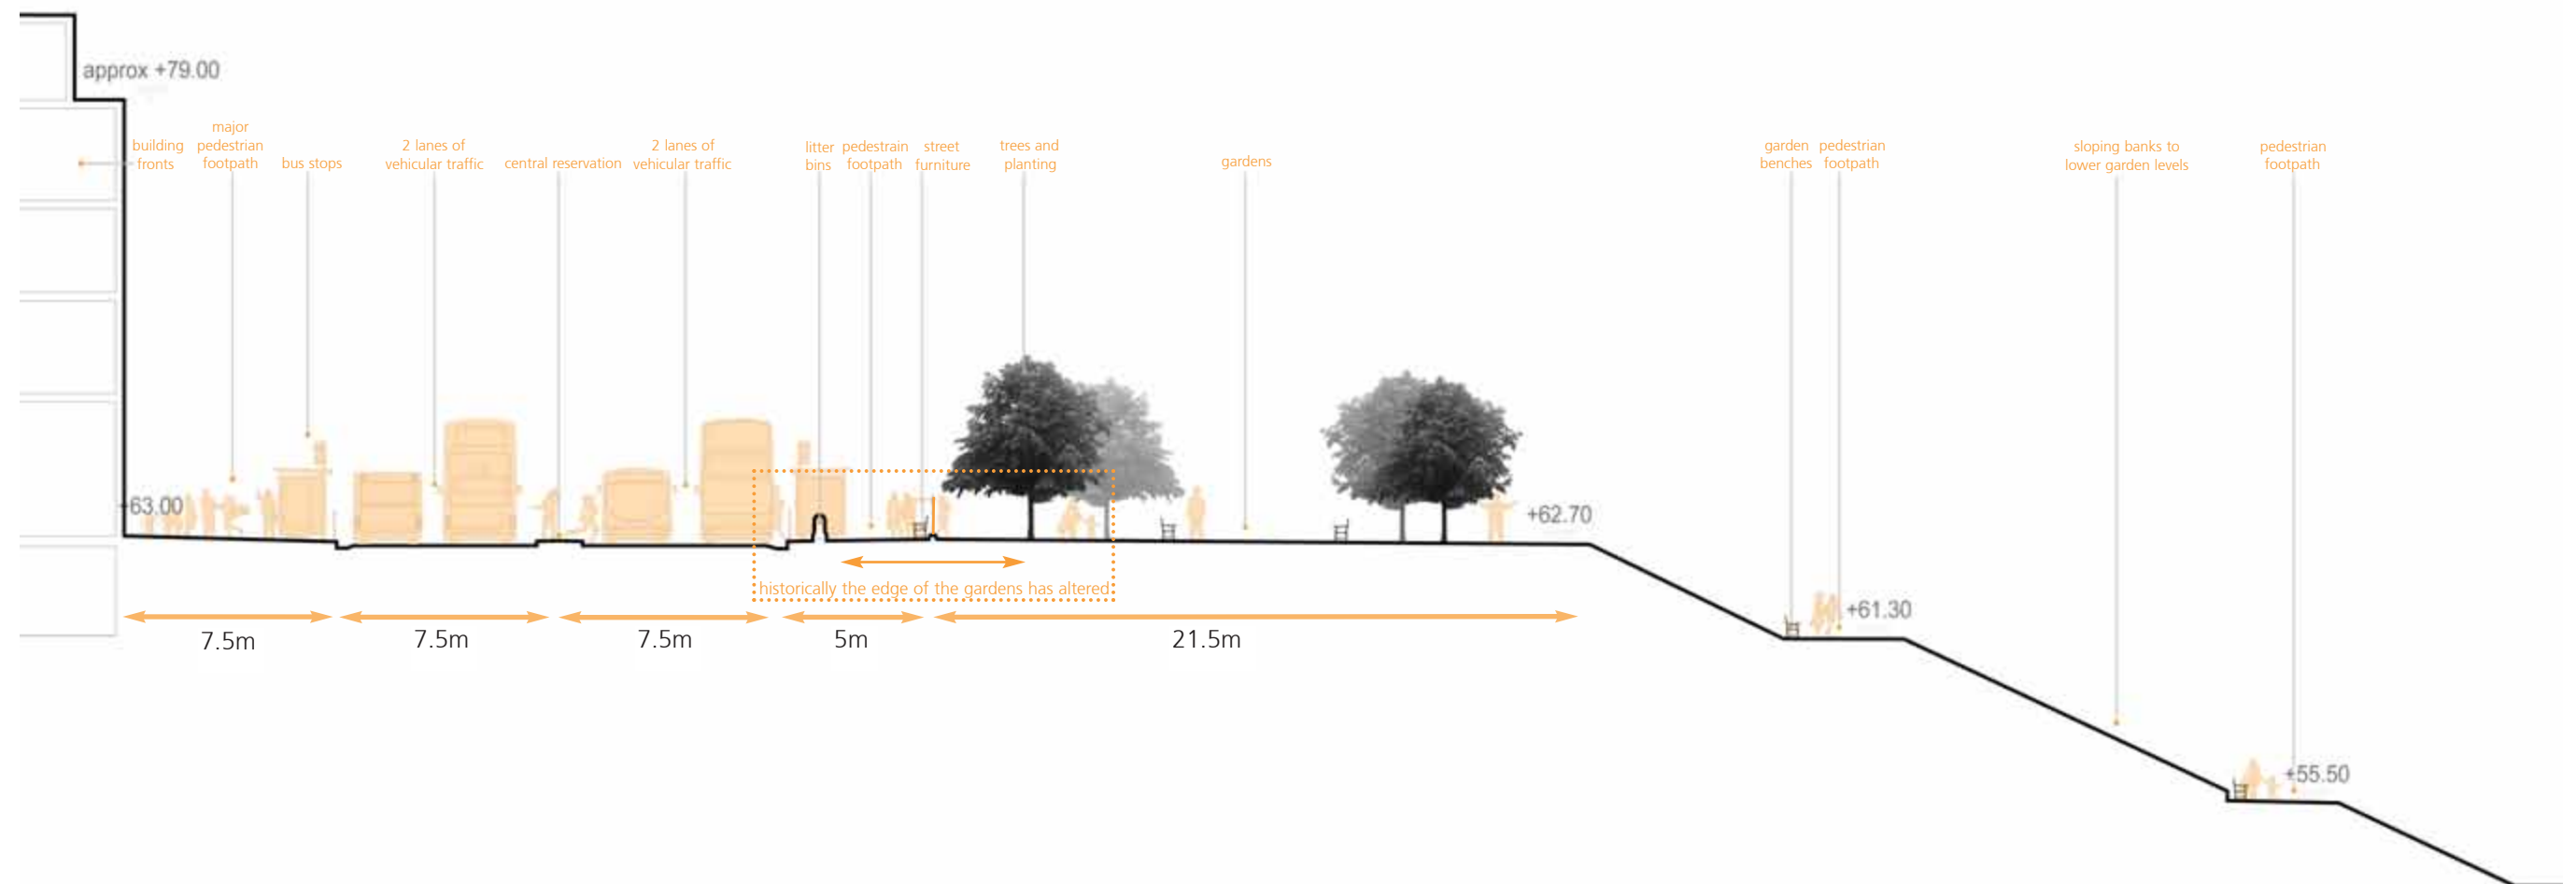 approx +79.00
building
fronts
major
pedestrian
footpath
bus stops
2 lanes of
vehicular traffic
central reservation
2 lanes of
vehicular traffic
litter
bins
pedestrain
footpath
street
furniture
trees and
planting
gardens
garden
benches
pedestrian
footpath
sloping banks to
lower garden levels
pedestrian
footpath
+63.00
+62.70
+61.30
+55.50
historically the edge of the gardens has altered
7.5m
7.5m
7.5m
5m
21.5m